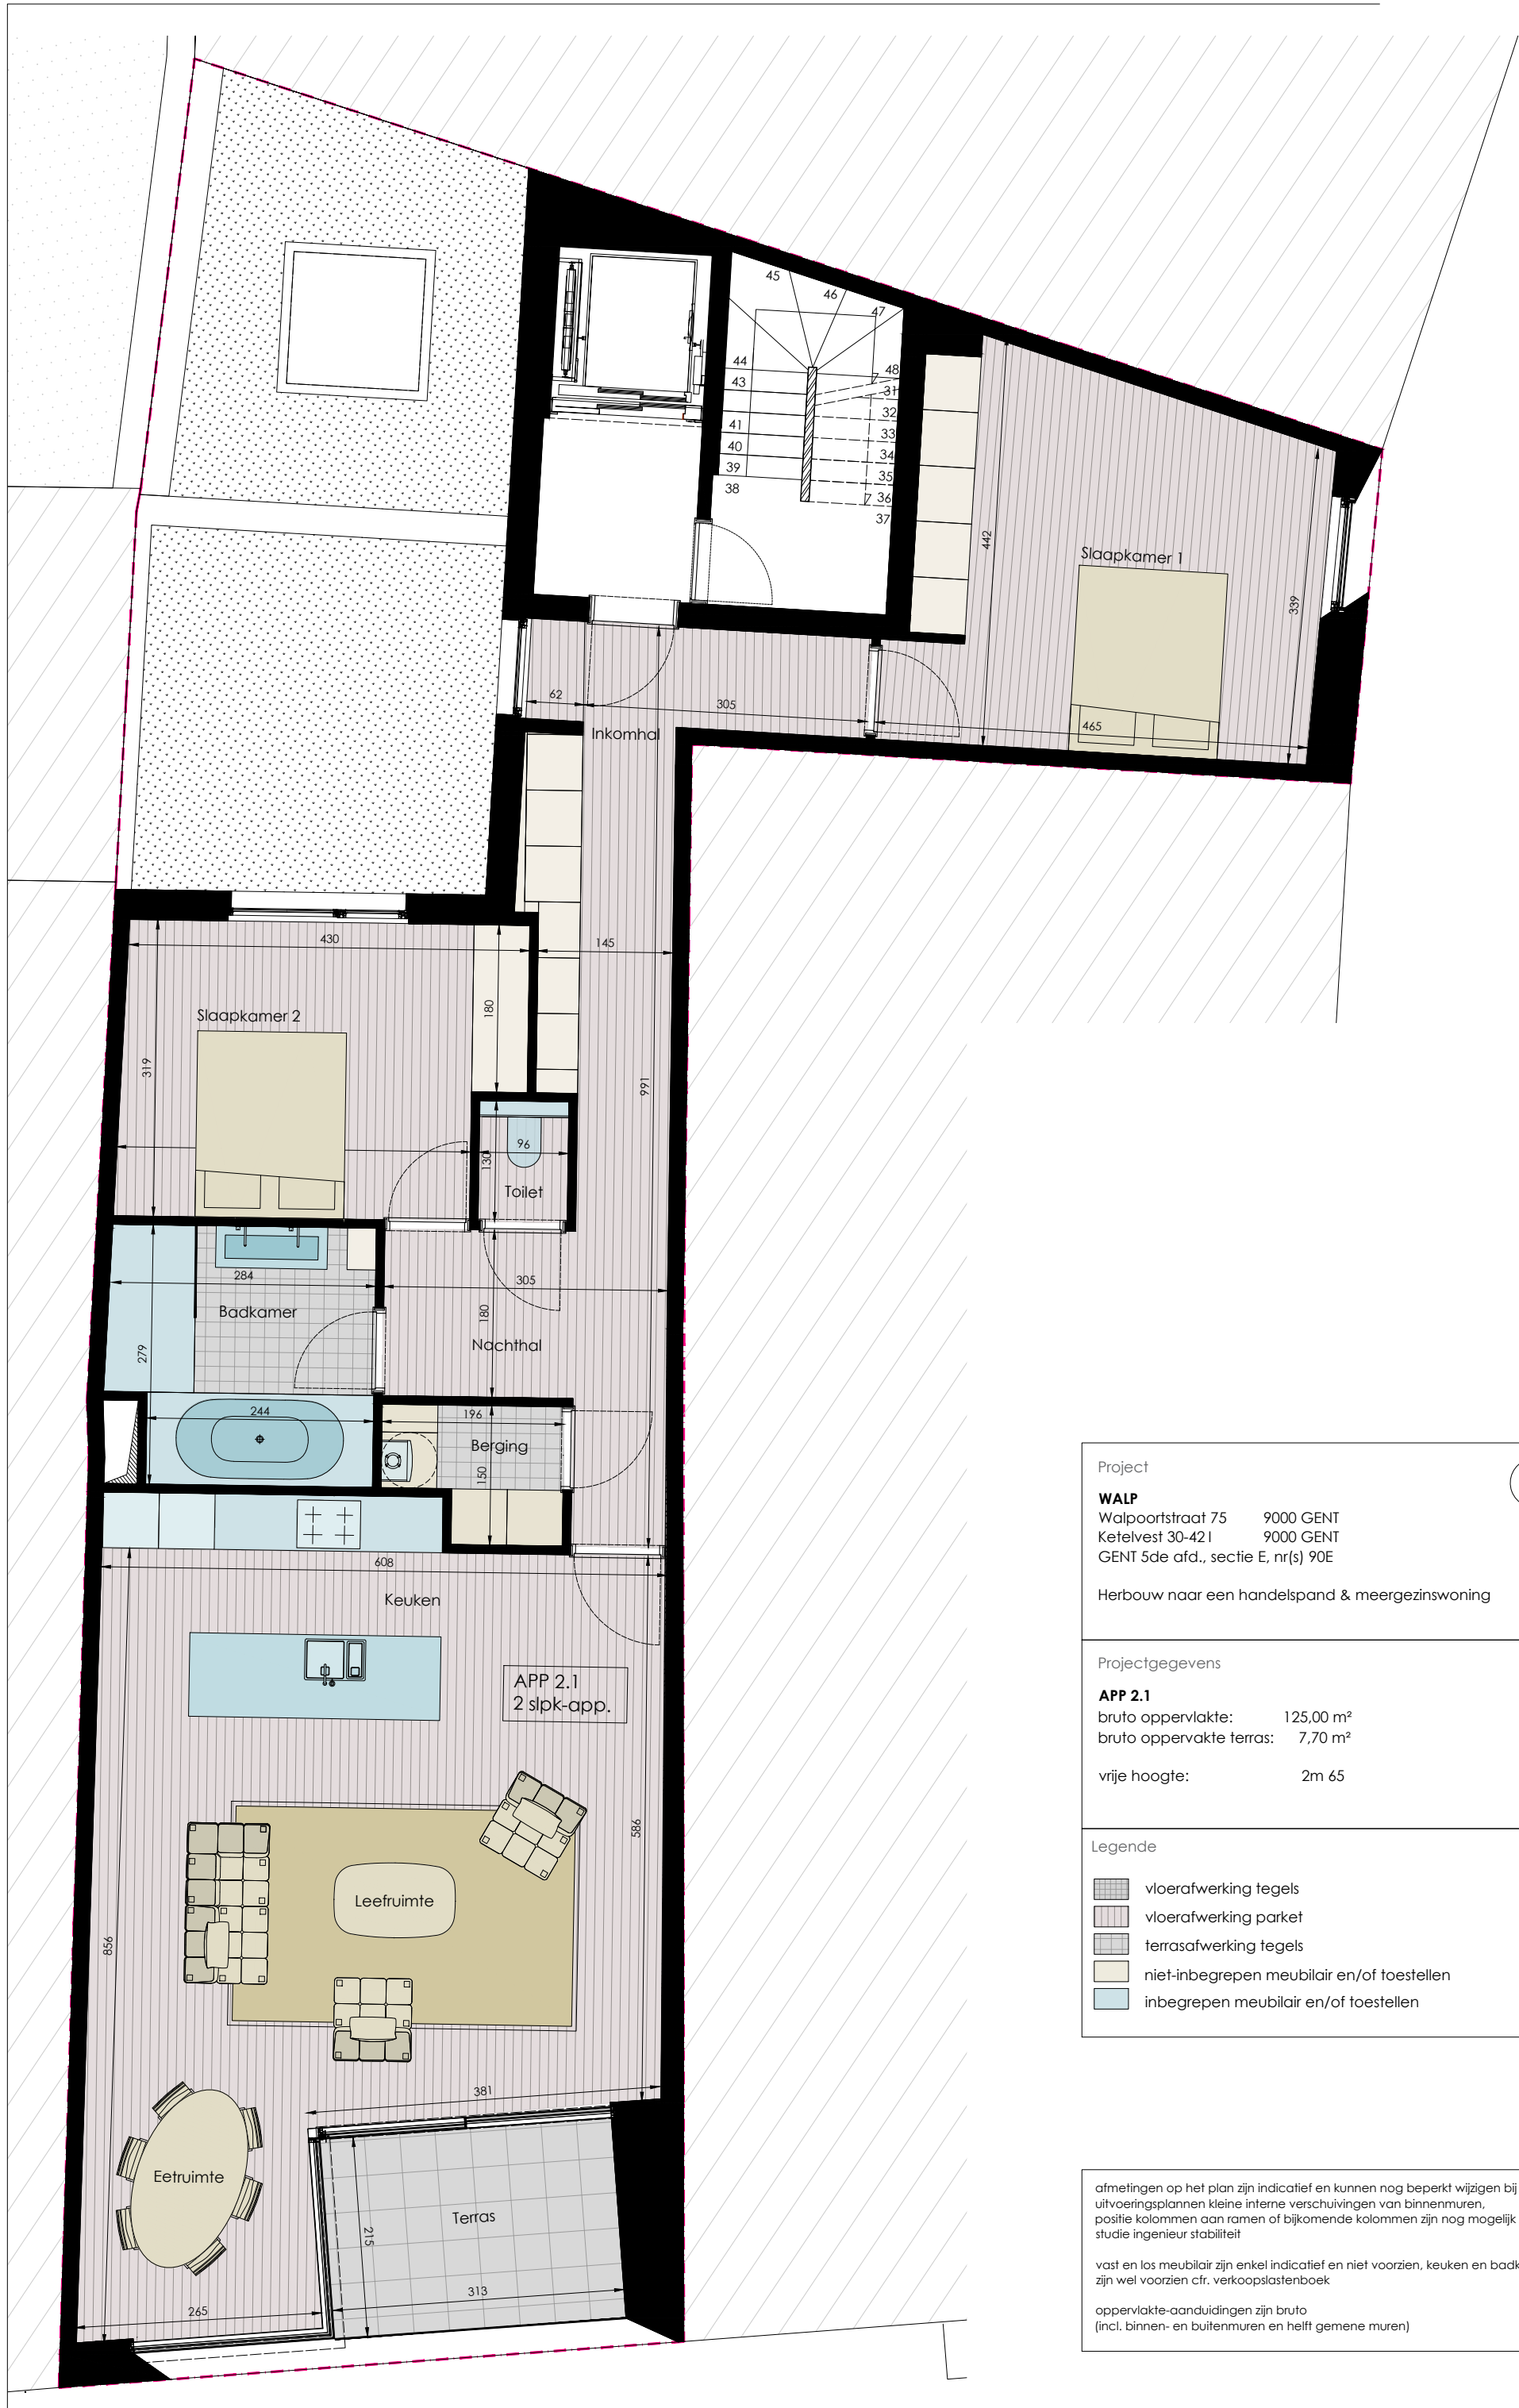 45
46
47
44
48
43
31
32
41
33
40
34
39
35
38
36
37
442
Slaapkamer 1
339
62
305
465
Inkomhal
430
145
180
Slaapkamer 2
319
991
96
130
Toilet
284
305
Badkamer
180
279
Nachthal
244
196
Berging
150
608
Keuken
APP 2.1
2 slpk-app.
586
Leefruimte
856
381
Eetruimte
Terras
215
313
265
Project
WALP
Walpoortstraat 75 9000 GENT
Ketelvest 30-42 I 9000 GENT
GENT 5de afd., sectie E, nr(s) 90E
Herbouw naar een handelspand & meergezinswoning
Projectgegevens
APP 2.1
bruto oppervlakte: 125,00 m²
bruto oppervakte terras: 7,70 m²
vrije hoogte: 2m 65
Legende
vloerafwerking tegels
vloerafwerking parket
terrasafwerking tegels
niet-inbegrepen meubilair en/of toestellen
inbegrepen meubilair en/of toestellen
afmetingen op het plan zijn indicatief en kunnen nog beperkt wijzigen bij
uitvoeringsplannen kleine interne verschuivingen van binnenmuren,
positie kolommen aan ramen of bijkomende kolommen zijn nog mogelijk
studie ingenieur stabiliteit
vast en los meubilair zijn enkel indicatief en niet voorzien, keuken en badk
zijn wel voorzien cfr. verkoopslastenboek
oppervlakte-aanduidingen zijn bruto
(incl. binnen- en buitenmuren en helft gemene muren)